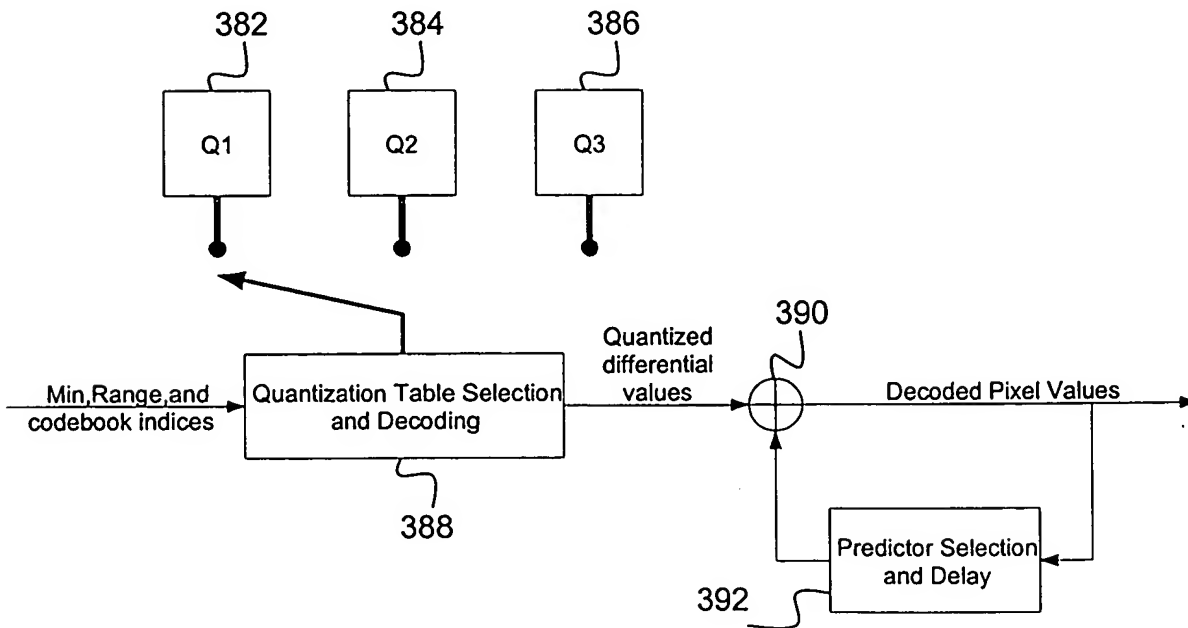 382
384
386
Q1
Q2
Q3
390
Quantized
differential
values
Min,Range,and
codebook indices
Quantization Table Selection
and Decoding
Decoded Pixel Values
388
Predictor Selection
and Delay
392